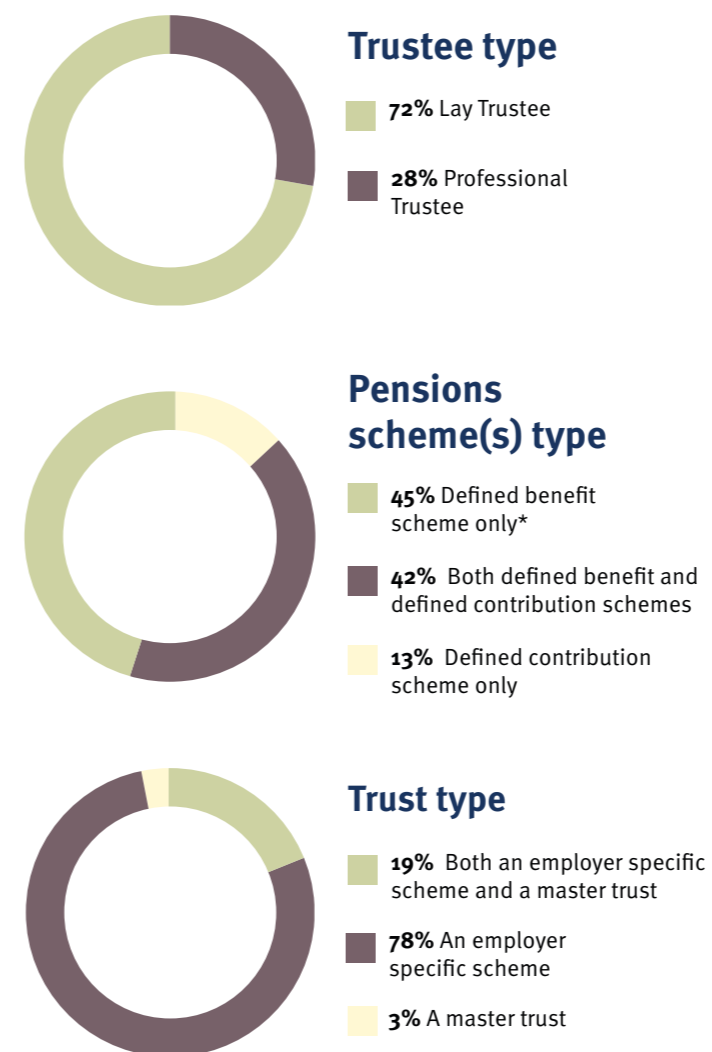 Trustee type
72% Lay Trustee
28% Professional
Trustee
Pensions
scheme(s) type
45% Defined benefit
scheme only*
42% Both defined benefit and
defined contribution schemes
13% Defined contribution
scheme only
Trust type
19% Both an employer specific
scheme and a master trust
78% An employer
specific scheme
3% A master trust